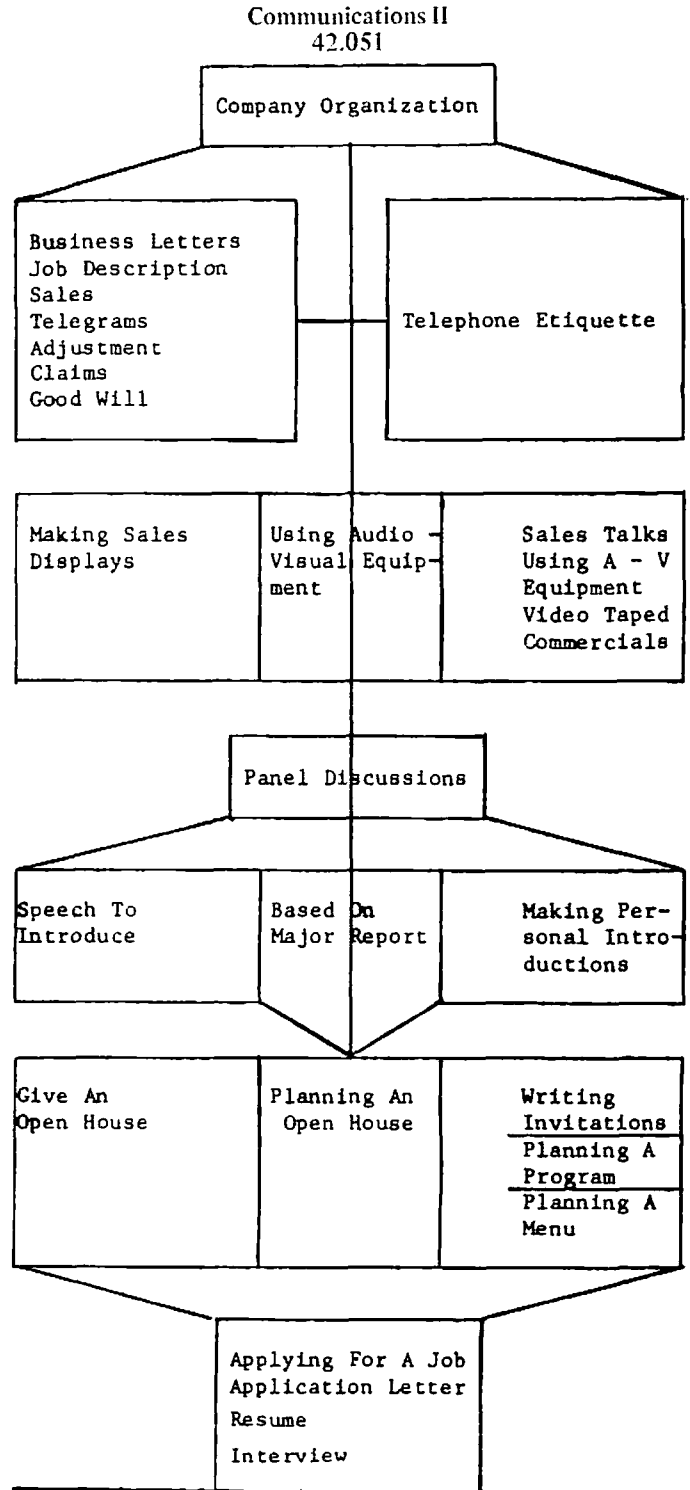 Communications II
42.051
Company Organization
Business Letters
Job Description
Sales
Telegrams
Adjustment
Claims
Good Will
Telephone Etiquette
Making Sales
Displays
Using Audio -
Visual Equip-
ment
Sales Talks
Using A - V
Equipment
Video Taped
Commercials
Panel Discussions
Speech To
Introduce
Based On
Major Report
Making Per-
sonal Intro-
ductions
Give An
Open House
Planning An
Open House
Writing
Invitations
Planning A
Program
Planning A
Menu
Applying For A Job
Application Letter
Resume
Interview